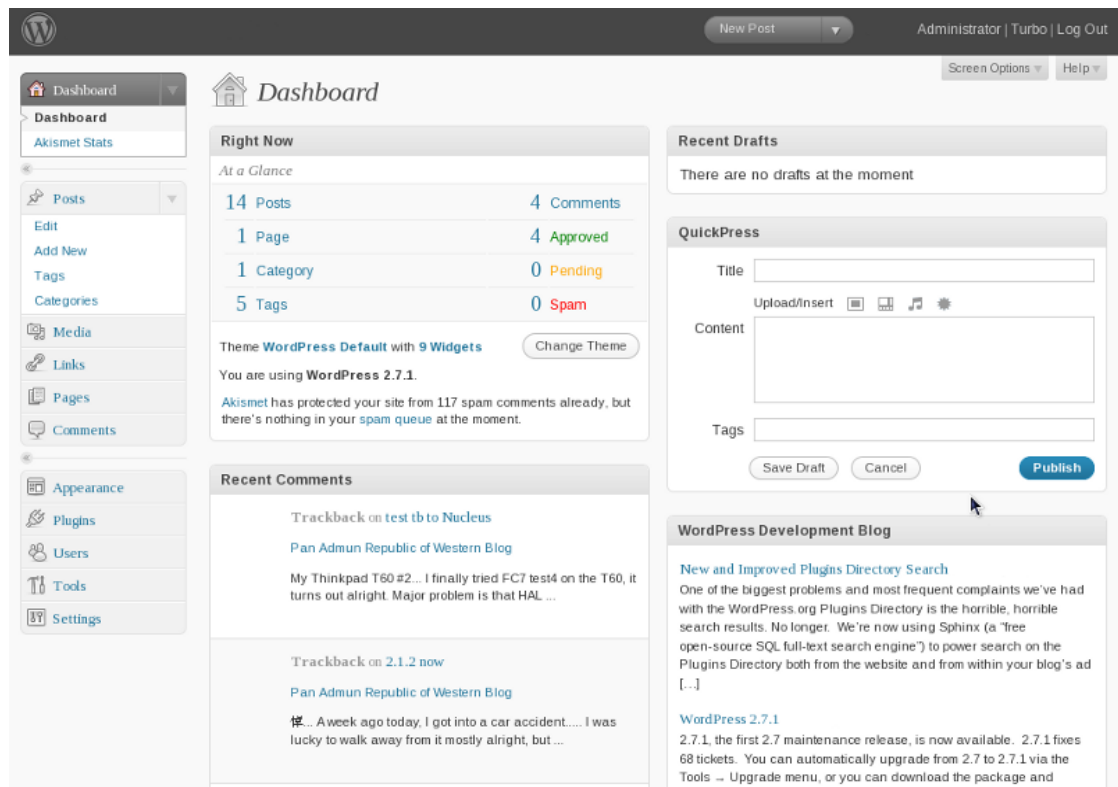 New Post
Administrator | Turbo | Log Out
Screen Options
Help
Dashboard
Dashboard
Akismet Stats
Posts
Edit
Add New
Tags
Categories
Media
Links
Pages
Comments
Appearance
Plugins
Users
Tools
Settings
Dashboard
Right Now
At a Glance
14 Posts
4 Comments
1 Page
4 Approved
1 Category
0 Pending
5 Tags
0 Spam
Theme WordPress Default with 9 Widgets
Change Theme
You are using WordPress 2.7.1.
Akismet has protected your site from 117 spam comments already, but
there's nothing in your spam queue at the moment.
Recent Comments
Trackback on test tb to Nucleus
Pan Admun Republic of Western Blog
My Thinkpad T60 #2... I finally tried FC7 test4 on the T60, it
turns out alright. Major problem is that HAL ...
Trackback on 2.1.2 now
Pan Admun Republic of Western Blog
... A week ago today, I got into a car accident..... I was
lucky to walk away from it mostly alright, but ...
Recent Drafts
There are no drafts at the moment
QuickPress
Title
Upload/Insert
Content
Tags
Save Draft
Cancel
Publish
WordPress Development Blog
New and Improved Plugins Directory Search
One of the biggest problems and most frequent complaints we've had
with the WordPress.org Plugins Directory is the horrible, horrible
search results. No longer. We're now using Sphinx (a "free
open-source SQL full-text search engine") to power search on the
Plugins Directory both from the website and from within your blog's ad
[...]
WordPress 2.7.1
2.7.1, the first 2.7 maintenance release, is now available. 2.7.1 fixes
68 tickets. You can automatically upgrade from 2.7 to 2.7.1 via the
Tools → Upgrade menu, or you can download the package and